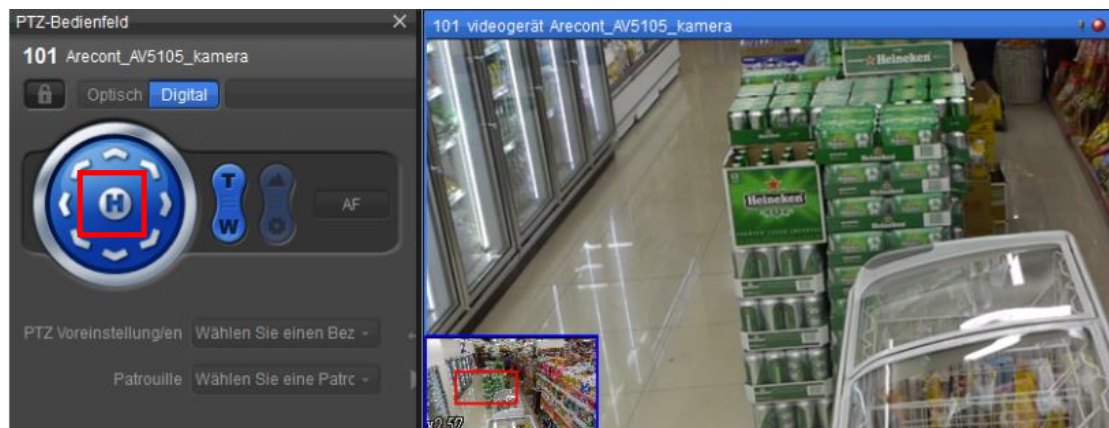 PTZ-Bedienfeld
101 Arecont_AV5105_kamera
Optisch Digital
H
T
W
AF
PTZ Voreinstellung/en Wählen Sie einen Bez
Patrouille Wählen Sie eine Patrc
101 videogerät Arecont_AV5105_kamera
Heineken
Heineken
Heineken
x2.57